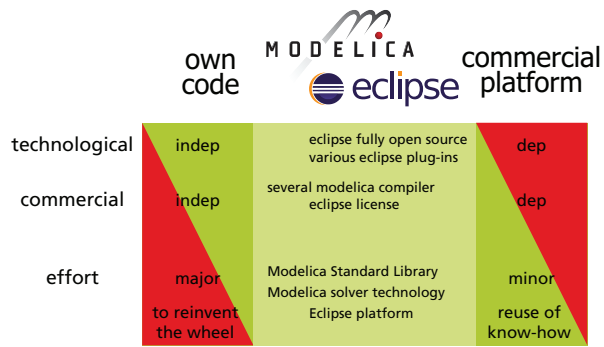 own
code
MODELICA
eclipse
commercial
platform
technological
indep
eclipse fully open source
various eclipse plug-ins
dep
commercial
indep
several modelica compiler
eclipse license
dep
effort
major
to reinvent
the wheel
Modelica Standard Library
Modelica solver technology
Eclipse platform
minor
reuse of
know-how